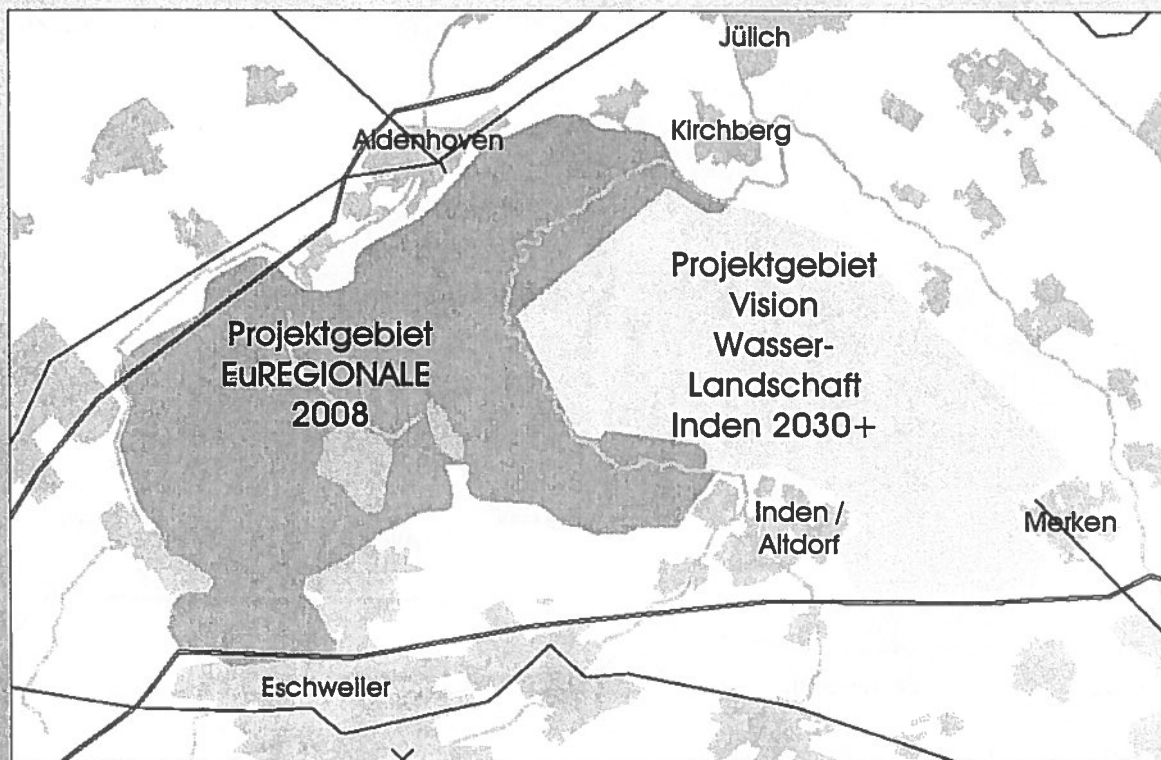 Jülich
Kirchberg
Aldenhoven
Projektgebiet
EuREGIONALE
2008
Projektgebiet
Vision
Wasser-
Landschaft
Inden 2030+
Inden /
Altdorf
Merken
Eschweiler